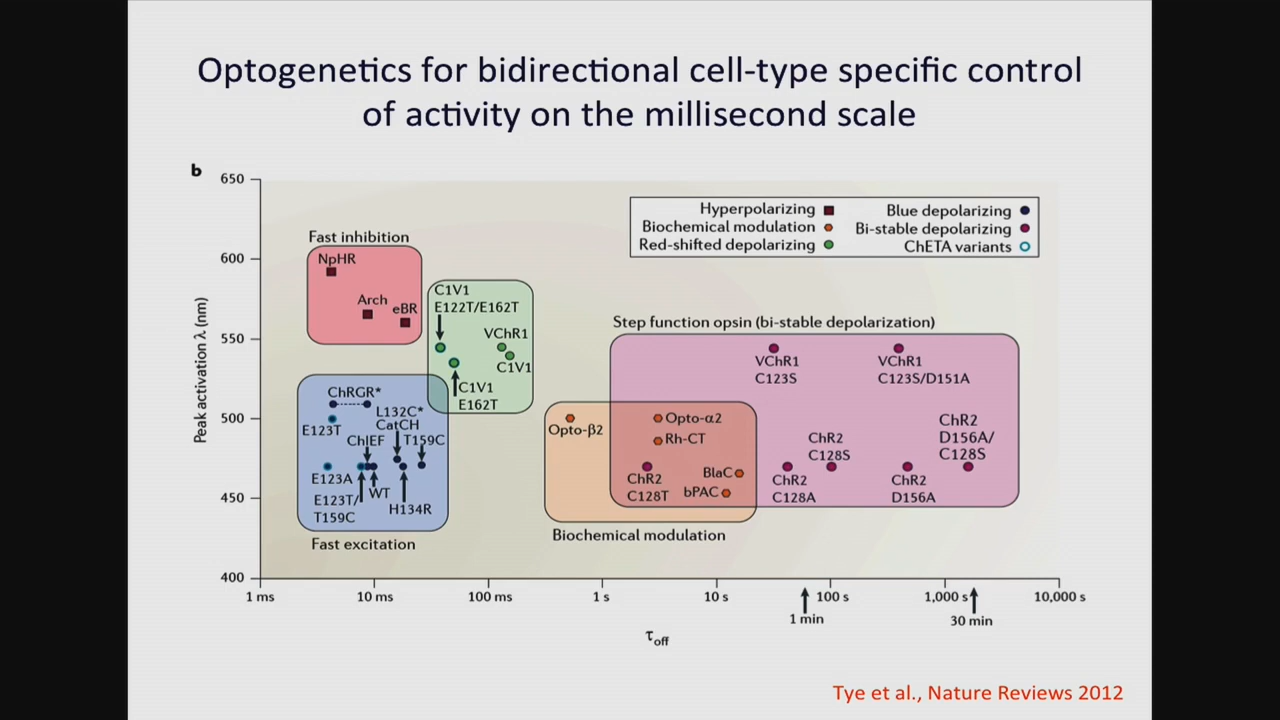 Optogenetics for bidirectional cell-type specific control
of activity on the millisecond scale
b
650
600
550
500
450
400
Peak activation λ (nm)
Hyperpolarizing
Biochemical modulation
Red-shifted depolarizing
Blue depolarizing
Bi-stable depolarizing
ChETA variants
Fast inhibition
NpHR
Arch
eBR
C1V1
E122T/E162T
VChR1
C1V1
C1V1
E162T
Step function opsin (bi-stable depolarization)
VChR1
C123S
VChR1
C123S/D151A
ChRGR*
E123T
L132C*
CatCH
ChIEF
T159C
E123A
WT
E123T/
T159C
H134R
Fast excitation
Opto-β2
Opto-α2
Rh-CT
ChR2
C128T
BlaC
bPAC
Biochemical modulation
ChR2
C128S
ChR2
C128A
ChR2
D156A
ChR2
D156A/
C128S
1 ms
10 ms
100 ms
1 s
10 s
100 s
1,000 s
10,000 s
1 min
30 min
τoff
Tye et al., Nature Reviews 2012